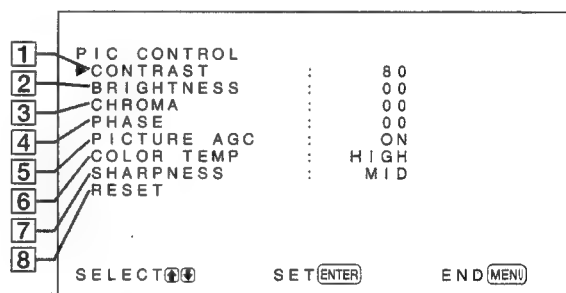 PIC CONTROL
1 ▶CONTRAST : 80
2 BRIGHTNESS : 00
3 CHROMA : 00
4 PHASE : 00
5 PICTURE AGC : ON
6 COLOR TEMP : HIGH
7 SHARPNESS : MID
8 RESET
SELECT↑↓ SET ENTER END MENU